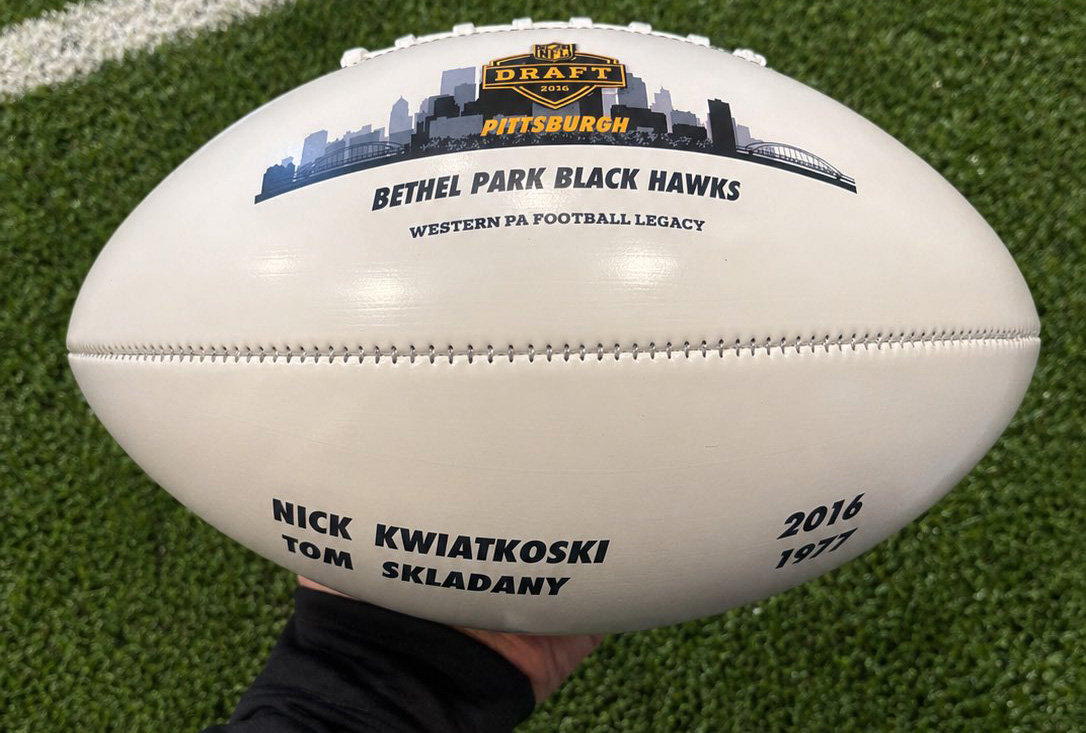 NFL
DRAFT
2016
PITTSBURGH
BETHEL PARK BLACK HAWKS
WESTERN PA FOOTBALL LEGACY
NICK KWIATKOSKI 2016
TOM SKLADANY 1977